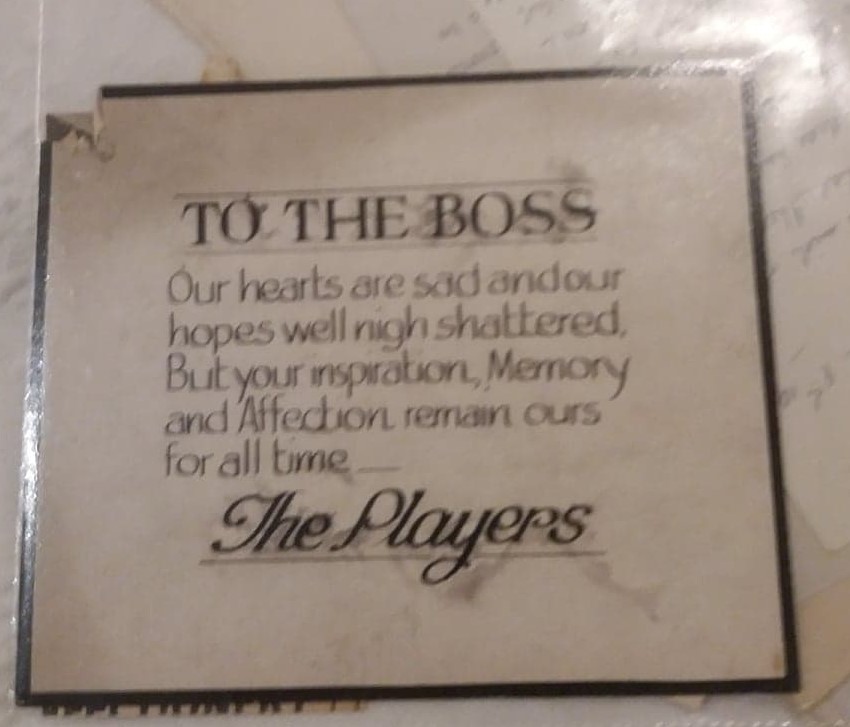 TO THE BOSS
Our hearts are sad and our
hopes well nigh shattered.
But your inspiration, Memory
and Affection remain ours
for all time —
The Players